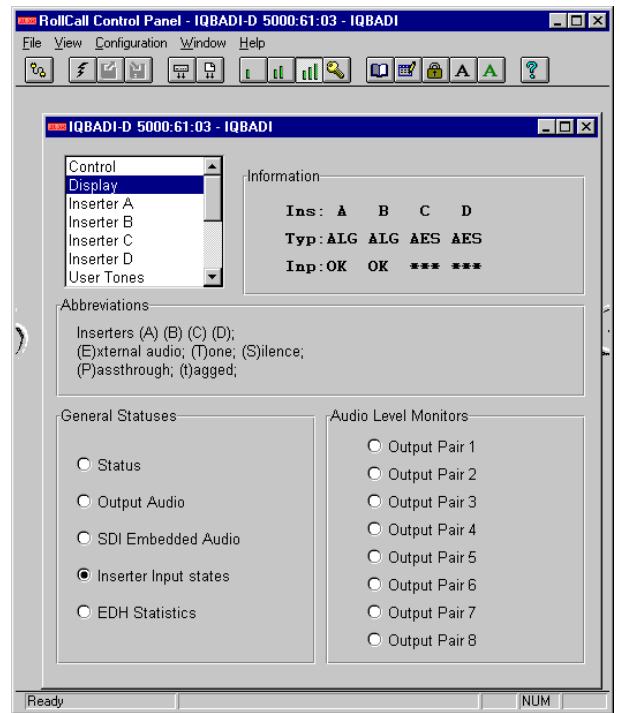 RollCall Control Panel - IQBADI-D 5000:61:03 - IQBADI
File View Configuration Window Help
IQBADI-D 5000:61:03 - IQBADI
Control
Display
Inserter A
Inserter B
Inserter C
Inserter D
User Tones
Information
Ins: A B C D
Typ:ALG ALG AES AES
Inp:OK OK *** ***
Abbreviations
Inserters (A) (B) (C) (D);
(E)xternal audio; (T)one; (S)ilence;
(P)assthrough; (t)agged;
General Statuses
Status
Output Audio
SDI Embedded Audio
Inserter Input states
EDH Statistics
Audio Level Monitors
Output Pair 1
Output Pair 2
Output Pair 3
Output Pair 4
Output Pair 5
Output Pair 6
Output Pair 7
Output Pair 8
Ready NUM